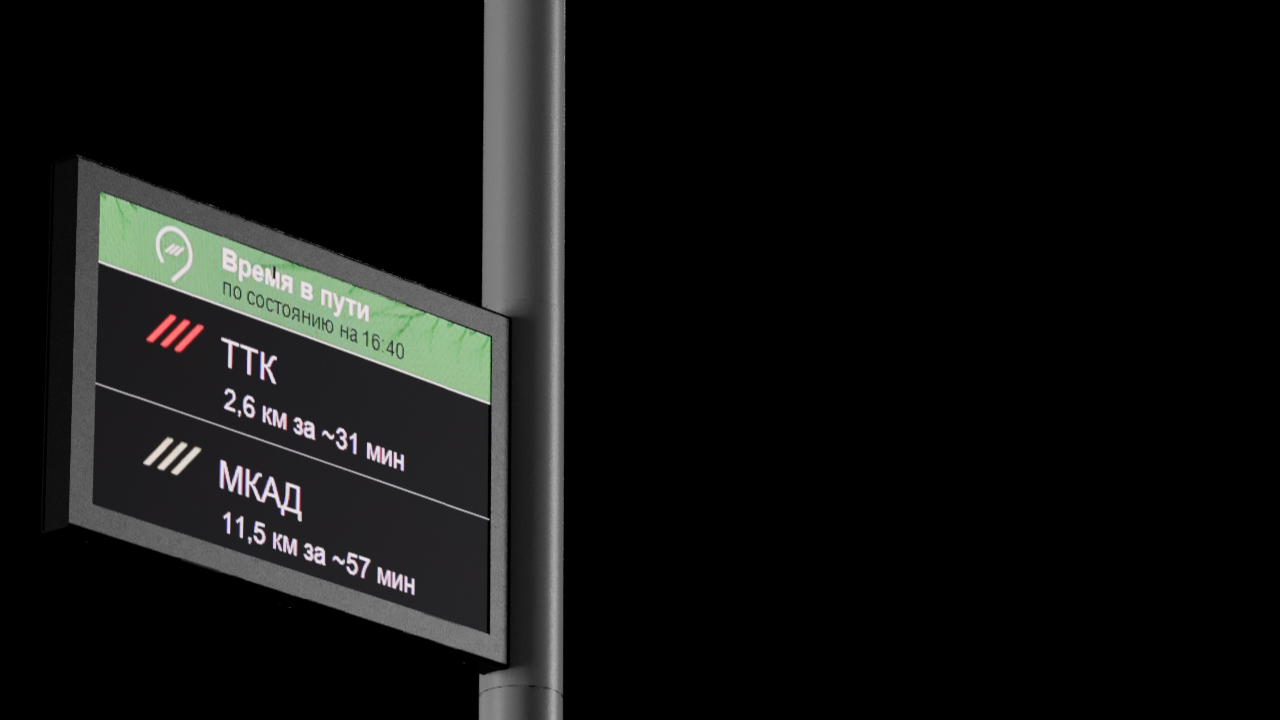 Время в пути
по состоянию на 16:40
ТТК
2,6 км за ~31 мин
МКАД
11,5 км за ~57 мин